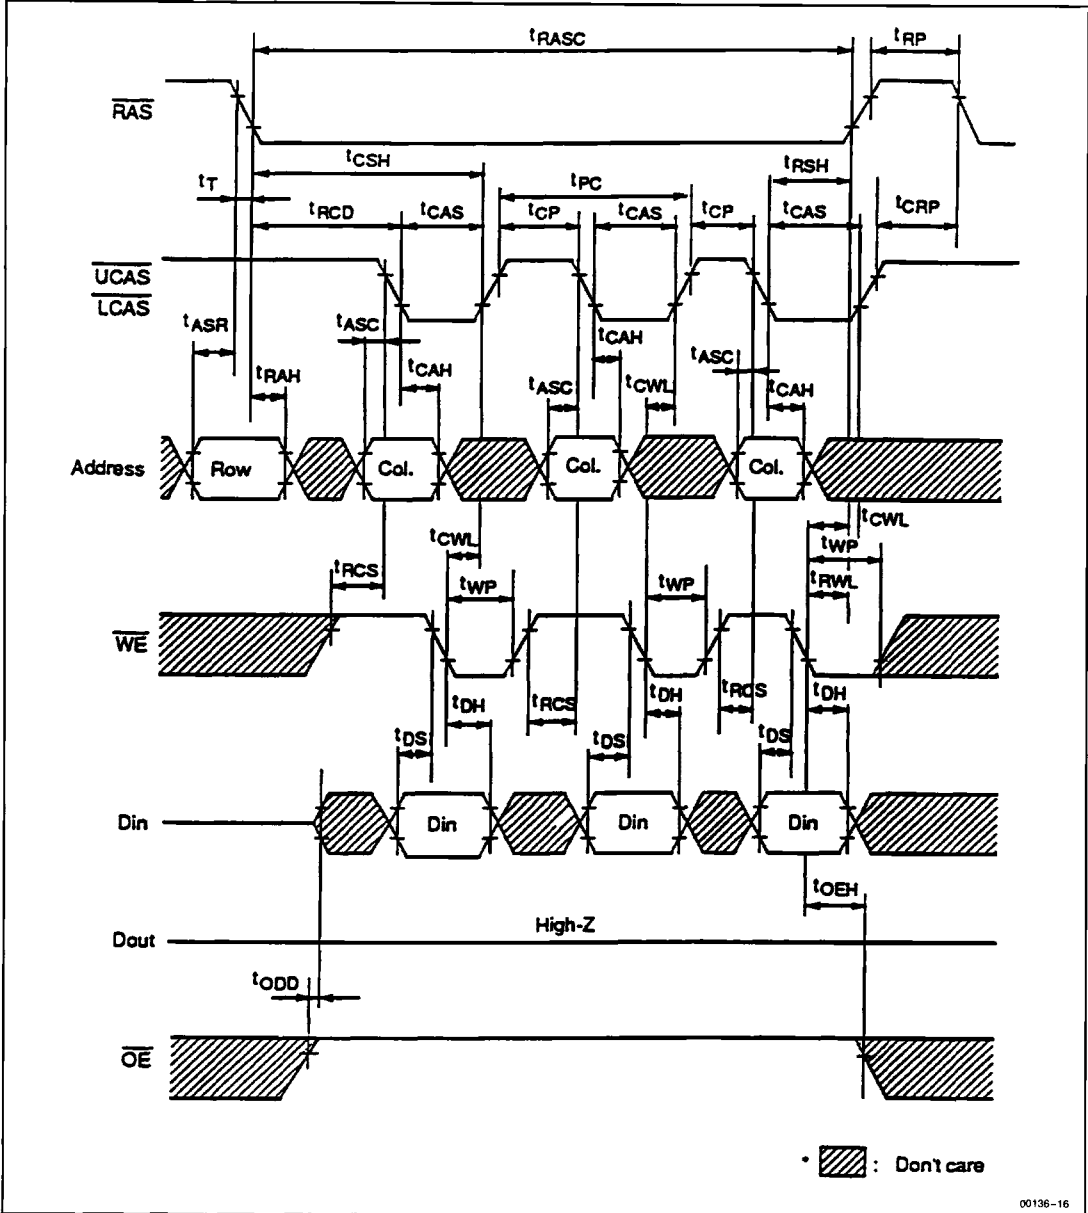 tRASC tRP
RAS
tCSH tRSH
tT tPC
tRCD tCAS tCP tCAS tCP tCAS tCRP
UCAS
LCAS
tASR tASC tCAH tASC
tRAH tCAH tASC tCWL tCAH
Address Row Col. Col. Col.
tCWL tCWL
tRCS tWP tWP tWP
tRWL
WE
tDH tRCS tDH tRCS tDH
tDS tDS tDS
Din Din Din Din
tOEH
High-Z
Dout
tODD
OE
* : Don't care
00136-16